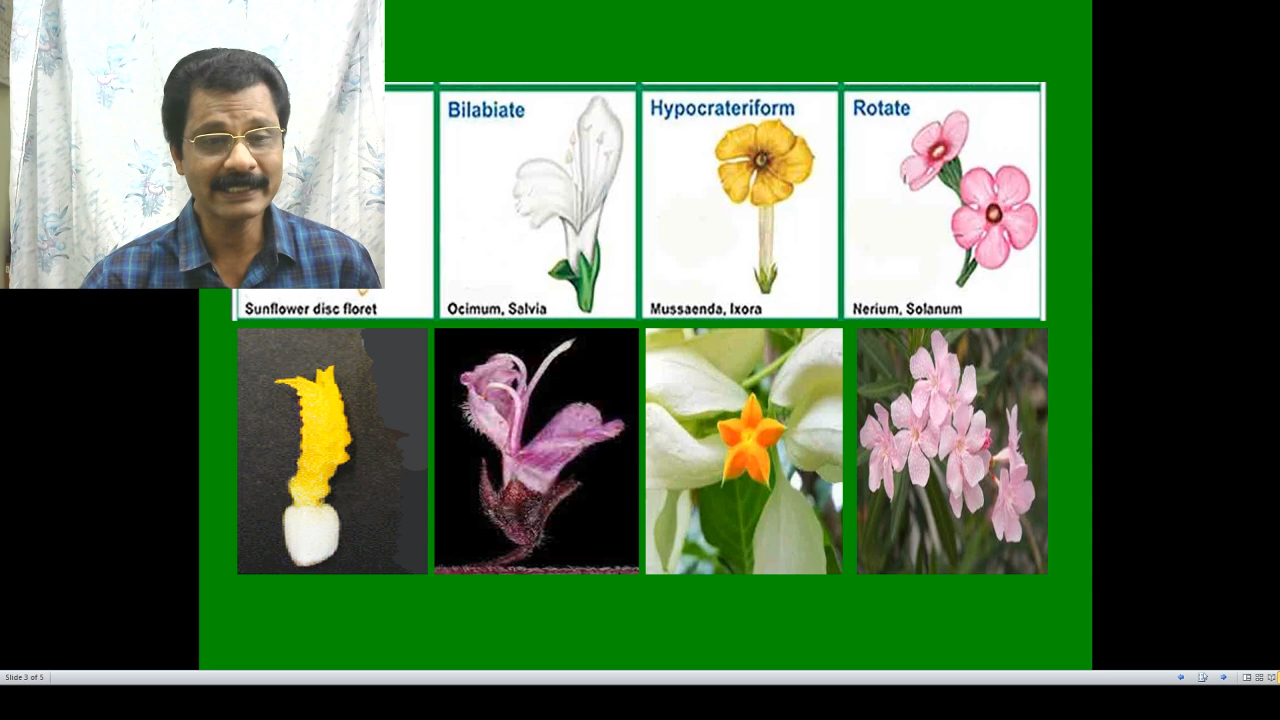 Bilabiate
Hypocrateriform
Rotate
Sunflower disc floret
Ocimum, Salvia
Mussaenda, Ixora
Nerium, Solanum
Slide 3 of 5